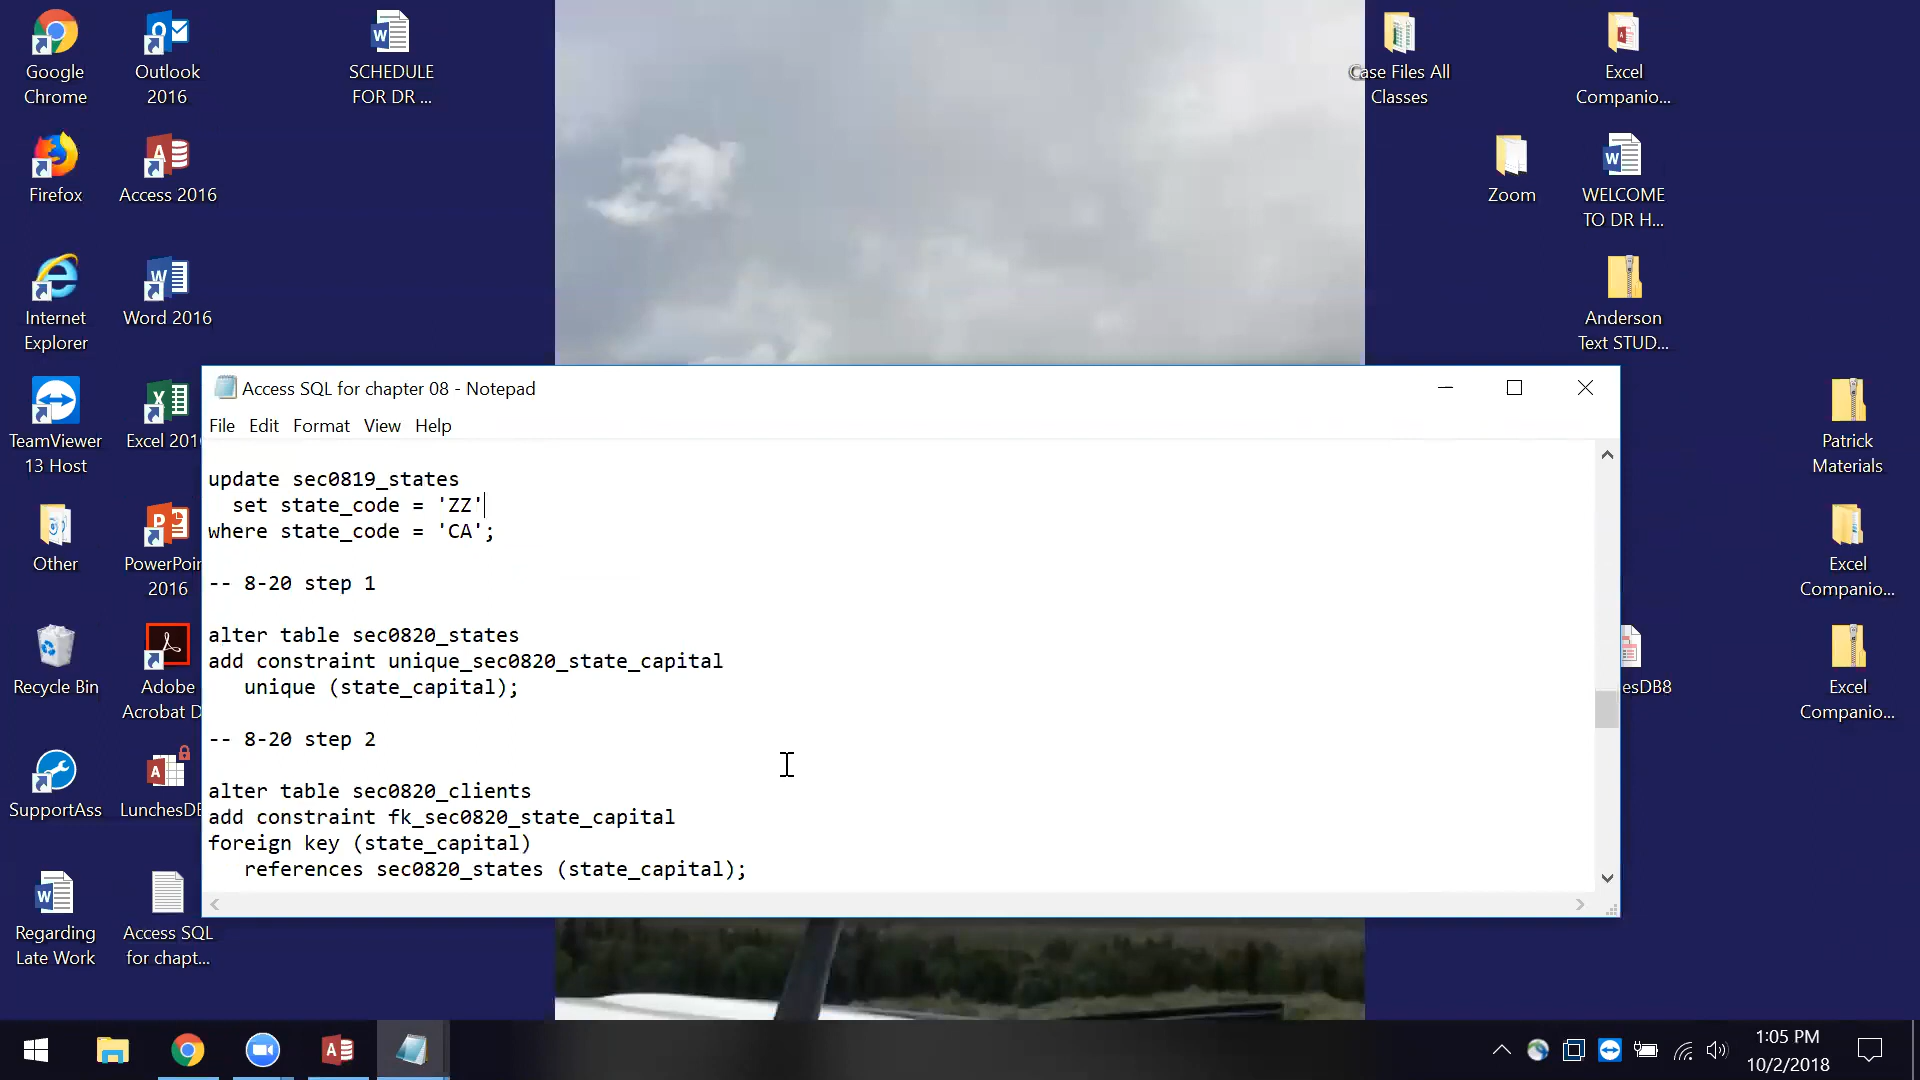 Google
Chrome
Outlook
2016
SCHEDULE
FOR DR ...
Case Files All
Classes
Excel
Companio...
Firefox
Access 2016
Zoom
WELCOME
TO DR H...
Internet
Explorer
Word 2016
Anderson
Text STUD...
Access SQL for chapter 08 - Notepad
File Edit Format View Help
TeamViewer
13 Host
Excel 201
Patrick
Materials
update sec0819_states
set state_code = 'ZZ'
where state_code = 'CA';
-- 8-20 step 1
alter table sec0820_states
add constraint unique_sec0820_state_capital
unique (state_capital);
-- 8-20 step 2
alter table sec0820_clients
add constraint fk_sec0820_state_capital
foreign key (state_capital)
references sec0820_states (state_capital);
Other
PowerPoi
2016
Excel
Companio...
Recycle Bin
Adobe
Acrobat D
esDB8
Excel
Companio...
SupportAss
LunchesDB
Regarding
Late Work
Access SQL
for chapt...
1:05 PM
10/2/2018